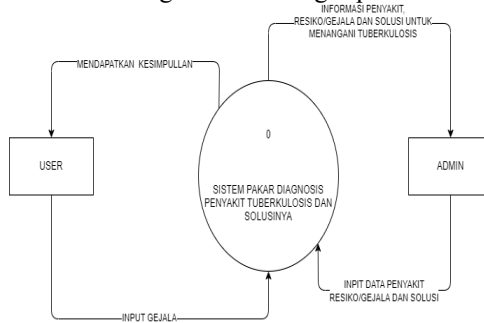 INFORMASI PENYAKIT,
RESIKO/GEJALA DAN SOLUSI UNTUK
MENANGANI TUBERKULOSIS
MENDAPATKAN KESIMPULLAN
0
USER
ADMIN
SISTEM PAKAR DIAGNOSIS
PENYAKIT TUBERKULOSIS DAN
SOLUSINYA
INPIT DATA PENYAKIT
RESIKO/GEJALA DAN SOLUSI
INPUT GEJALA